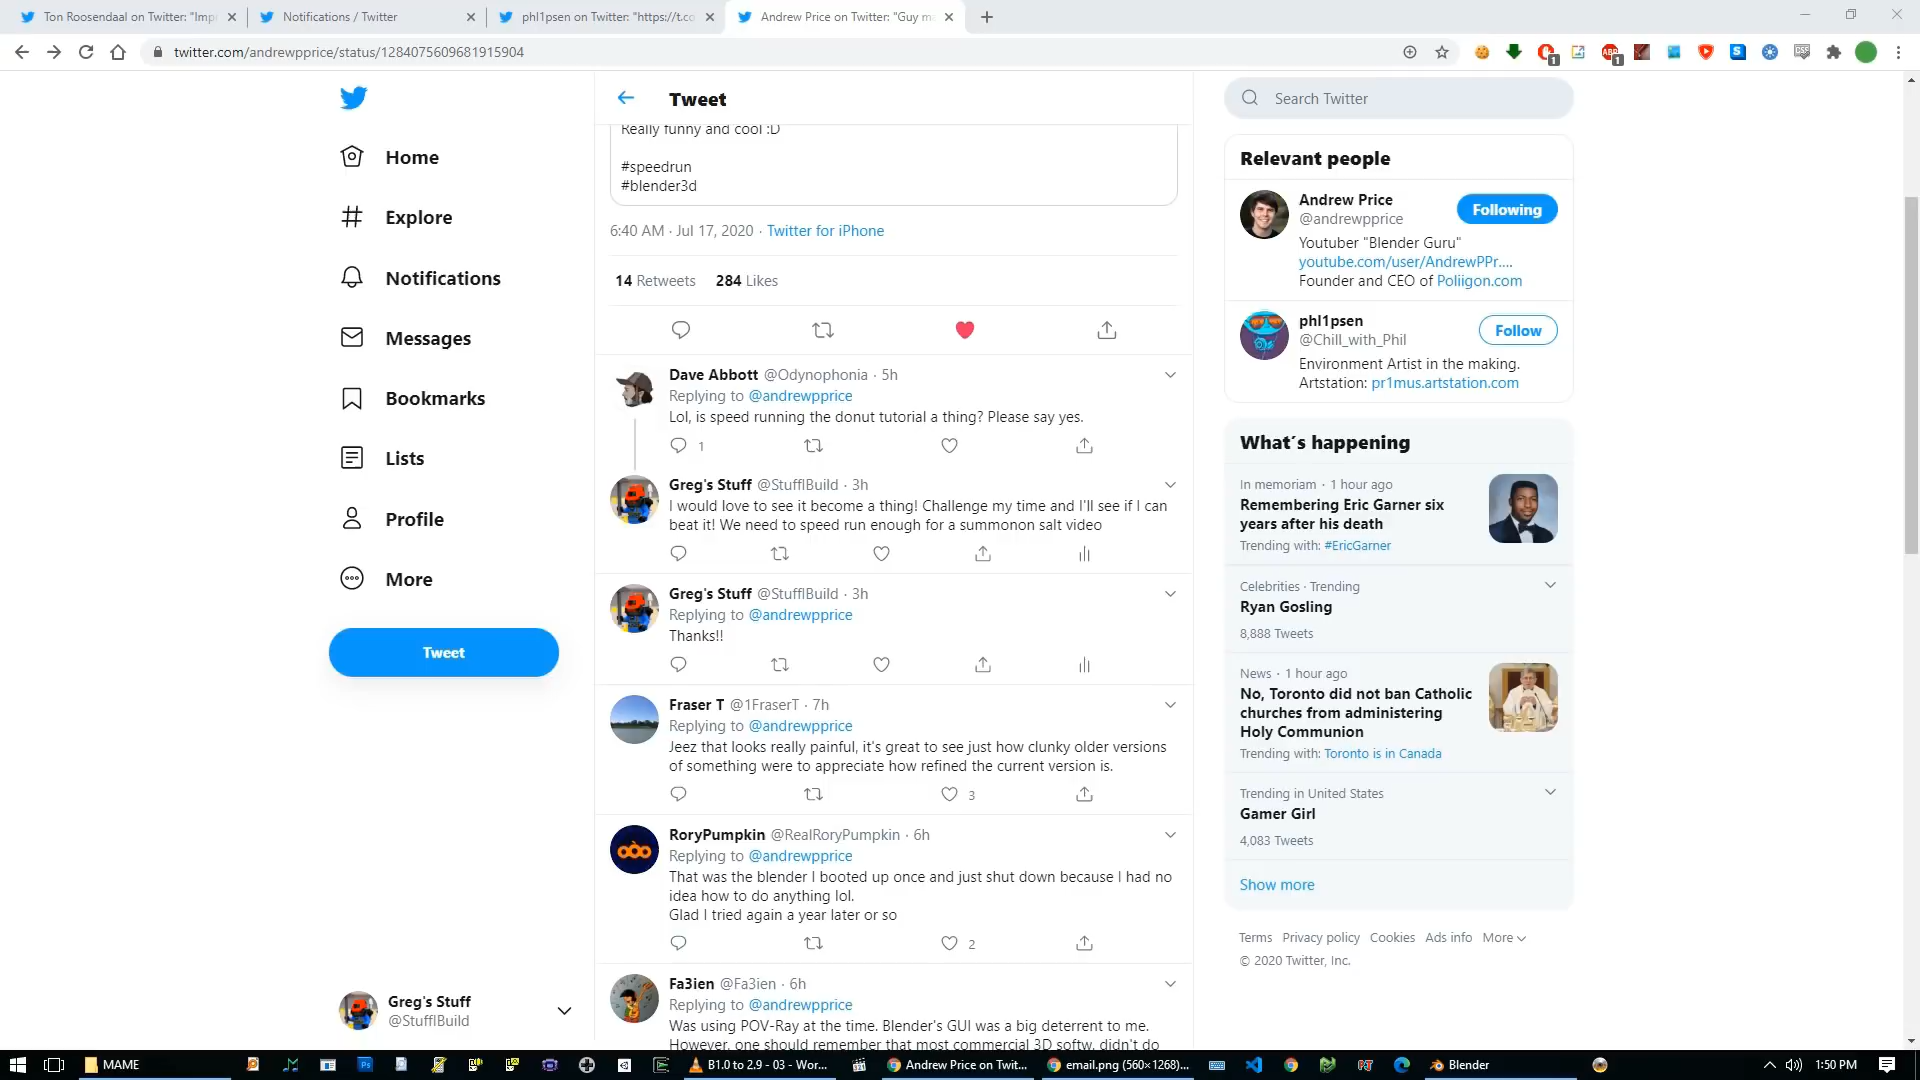 Ton Roosendaal on Twitter: "Imp
Notifications / Twitter
phl1psen on Twitter: "https://t.co
Andrew Price on Twitter: "Guy ma
twitter.com/andrewpprice/status/1284075609681915904
Home
Explore
Notifications
Messages
Bookmarks
Lists
Profile
More
Tweet
Greg's Stuff
@StuffIBuild
Tweet
Really funny and cool :D
#speedrun
#blender3d
6:40 AM · Jul 17, 2020 · Twitter for iPhone
14 Retweets 284 Likes
Dave Abbott @Odynophonia · 5h
Replying to @andrewpprice
Lol, is speed running the donut tutorial a thing? Please say yes.
1
Greg's Stuff @StuffIBuild · 3h
I would love to see it become a thing! Challenge my time and I'll see if I can
beat it! We need to speed run enough for a summonon salt video
Greg's Stuff @StuffIBuild · 3h
Replying to @andrewpprice
Thanks!!
Fraser T @1FraserT · 7h
Replying to @andrewpprice
Jeez that looks really painful, it's great to see just how clunky older versions
of something were to appreciate how refined the current version is.
3
RoryPumpkin @RealRoryPumpkin · 6h
Replying to @andrewpprice
That was the blender I booted up once and just shut down because I had no
idea how to do anything lol.
Glad I tried again a year later or so
2
Fa3ien @Fa3ien · 6h
Replying to @andrewpprice
Was using POV-Ray at the time. Blender's GUI was a big deterrent to me.
However, one should remember that most commercial 3D softw. didn't do
Search Twitter
Relevant people
Andrew Price
@andrewpprice
Following
Youtuber "Blender Guru"
youtube.com/user/AndrewPPr....
Founder and CEO of Poliigon.com
phl1psen
@Chill_with_Phil
Follow
Environment Artist in the making.
Artstation: pr1mus.artstation.com
What's happening
In memoriam · 1 hour ago
Remembering Eric Garner six
years after his death
Trending with: #EricGarner
Celebrities · Trending
Ryan Gosling
8,888 Tweets
News · 1 hour ago
No, Toronto did not ban Catholic
churches from administering
Holy Communion
Trending with: Toronto is in Canada
Trending in United States
Gamer Girl
4,083 Tweets
Show more
Terms Privacy policy Cookies Ads info More
© 2020 Twitter, Inc.
MAME
B1.0 to 2.9 - 03 - Wor...
Andrew Price on Twit...
email.png (560×1268)...
Blender
1:50 PM